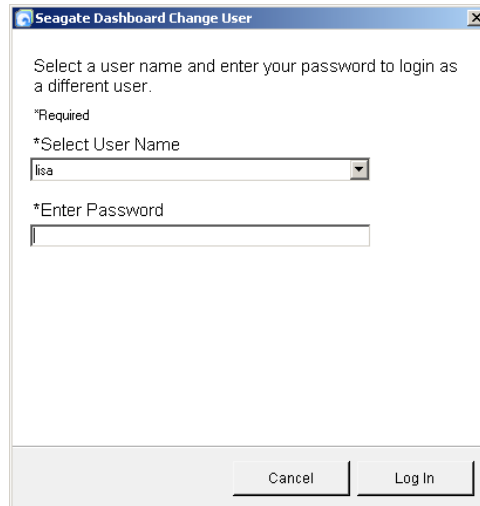 Seagate Dashboard Change User
Select a user name and enter your password to login as
a different user.
*Required
*Select User Name
lisa
*Enter Password
Cancel
Log In